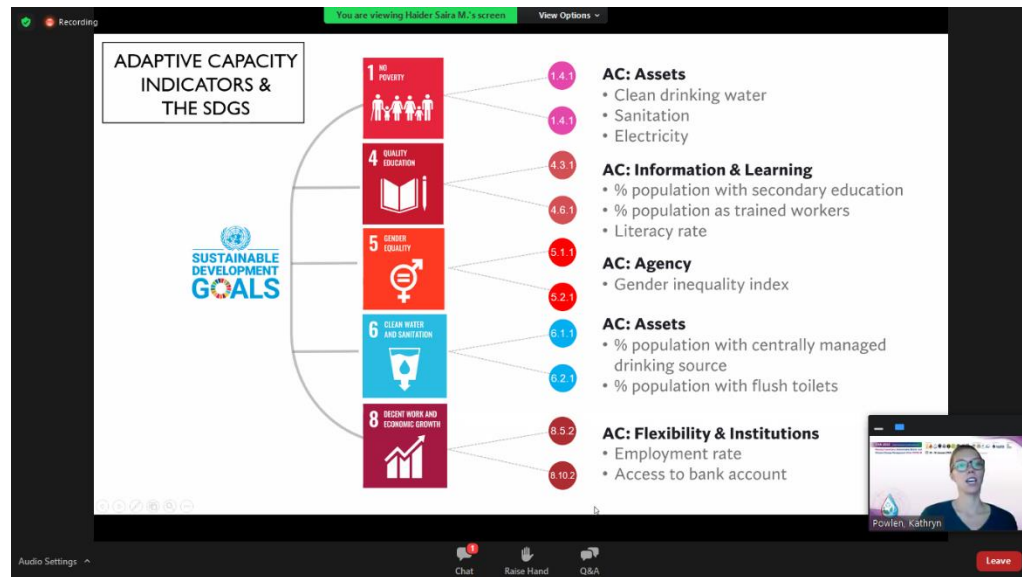 You are viewing Haider Saira M.'s screen
View Options
Recording
ADAPTIVE CAPACITY
INDICATORS &
THE SDGS
SUSTAINABLE
DEVELOPMENT
GOALS
1 NO
POVERTY
1.4.1
1.4.1
AC: Assets
• Clean drinking water
• Sanitation
• Electricity
4 QUALITY
EDUCATION
4.3.1
4.6.1
AC: Information & Learning
• % population with secondary education
• % population as trained workers
• Literacy rate
5 GENDER
EQUALITY
5.1.1
5.2.1
AC: Agency
• Gender inequality index
6 CLEAN WATER
AND SANITATION
6.1.1
6.2.1
AC: Assets
• % population with centrally managed
drinking source
• % population with flush toilets
8 DECENT WORK AND
ECONOMIC GROWTH
8.5.2
8.10.2
AC: Flexibility & Institutions
• Employment rate
• Access to bank account
Powlen, Kathryn
Audio Settings
1
Chat
Raise Hand
Q&A
Leave